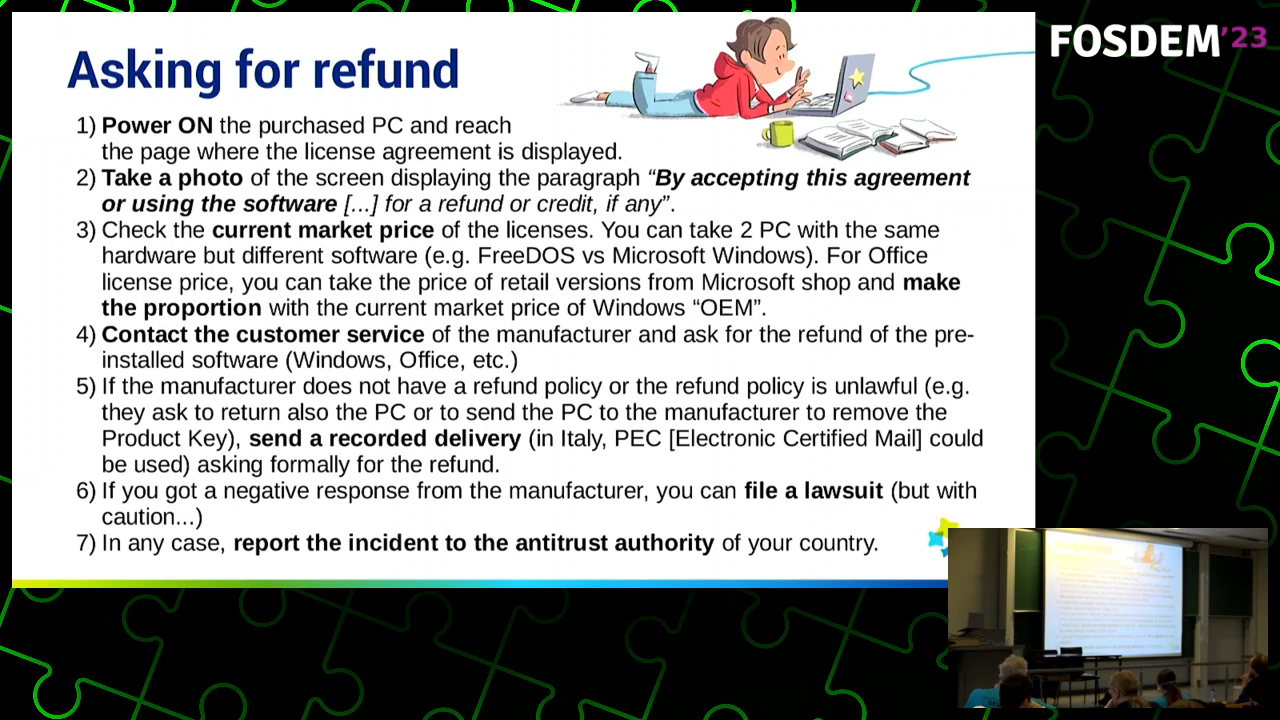 Asking for refund
FOSDEM'23
1) Power ON the purchased PC and reach
the page where the license agreement is displayed.
2) Take a photo of the screen displaying the paragraph “By accepting this agreement
or using the software [...] for a refund or credit, if any”.
3) Check the current market price of the licenses. You can take 2 PC with the same
hardware but different software (e.g. FreeDOS vs Microsoft Windows). For Office
license price, you can take the price of retail versions from Microsoft shop and make
the proportion with the current market price of Windows “OEM”.
4) Contact the customer service of the manufacturer and ask for the refund of the pre-
installed software (Windows, Office, etc.)
5) If the manufacturer does not have a refund policy or the refund policy is unlawful (e.g.
they ask to return also the PC or to send the PC to the manufacturer to remove the
Product Key), send a recorded delivery (in Italy, PEC [Electronic Certified Mail] could
be used) asking formally for the refund.
6) If you got a negative response from the manufacturer, you can file a lawsuit (but with
caution...)
7) In any case, report the incident to the antitrust authority of your country.